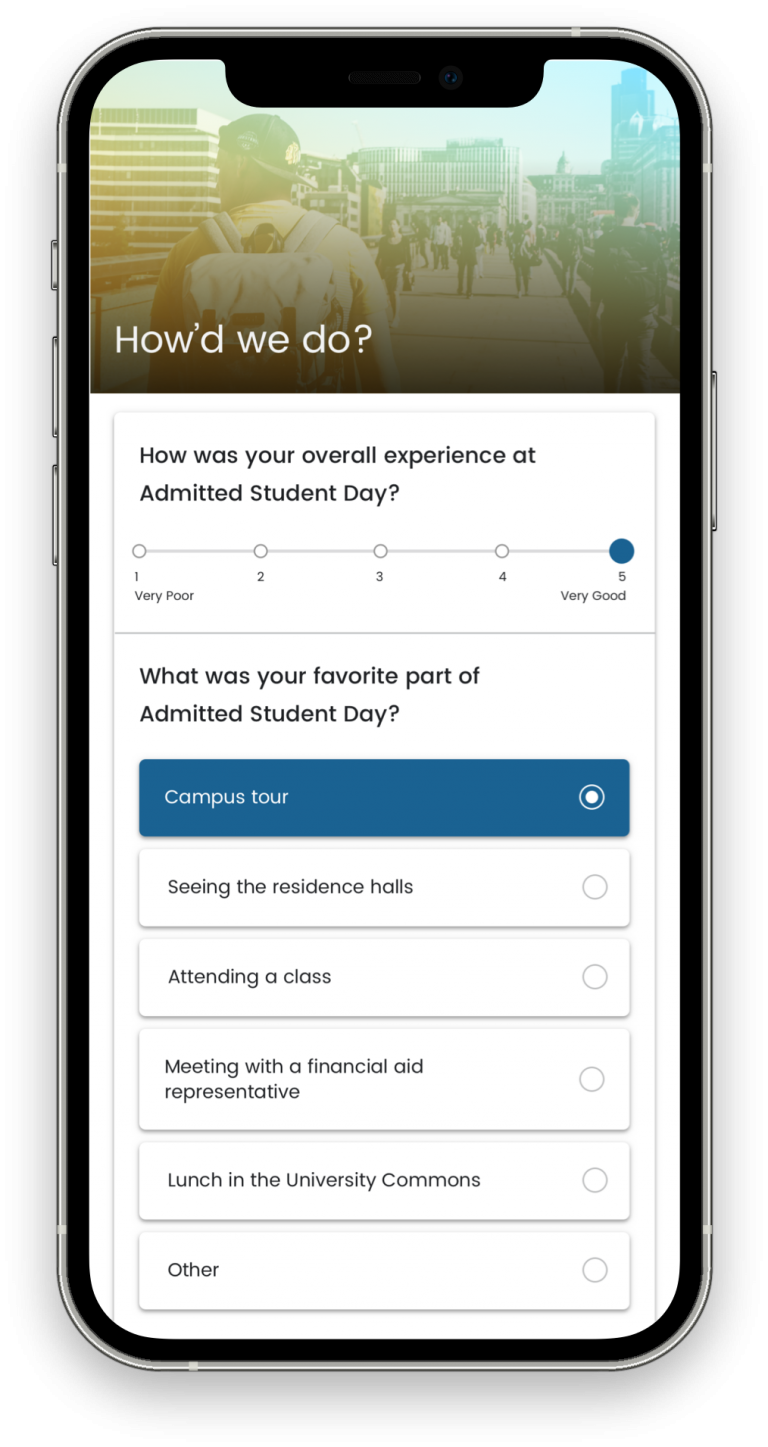 How’d we do?
How was your overall experience at
Admitted Student Day?
1 2 3 4 5
Very Poor Very Good
What was your favorite part of
Admitted Student Day?
Campus tour
Seeing the residence halls
Attending a class
Meeting with a financial aid
representative
Lunch in the University Commons
Other